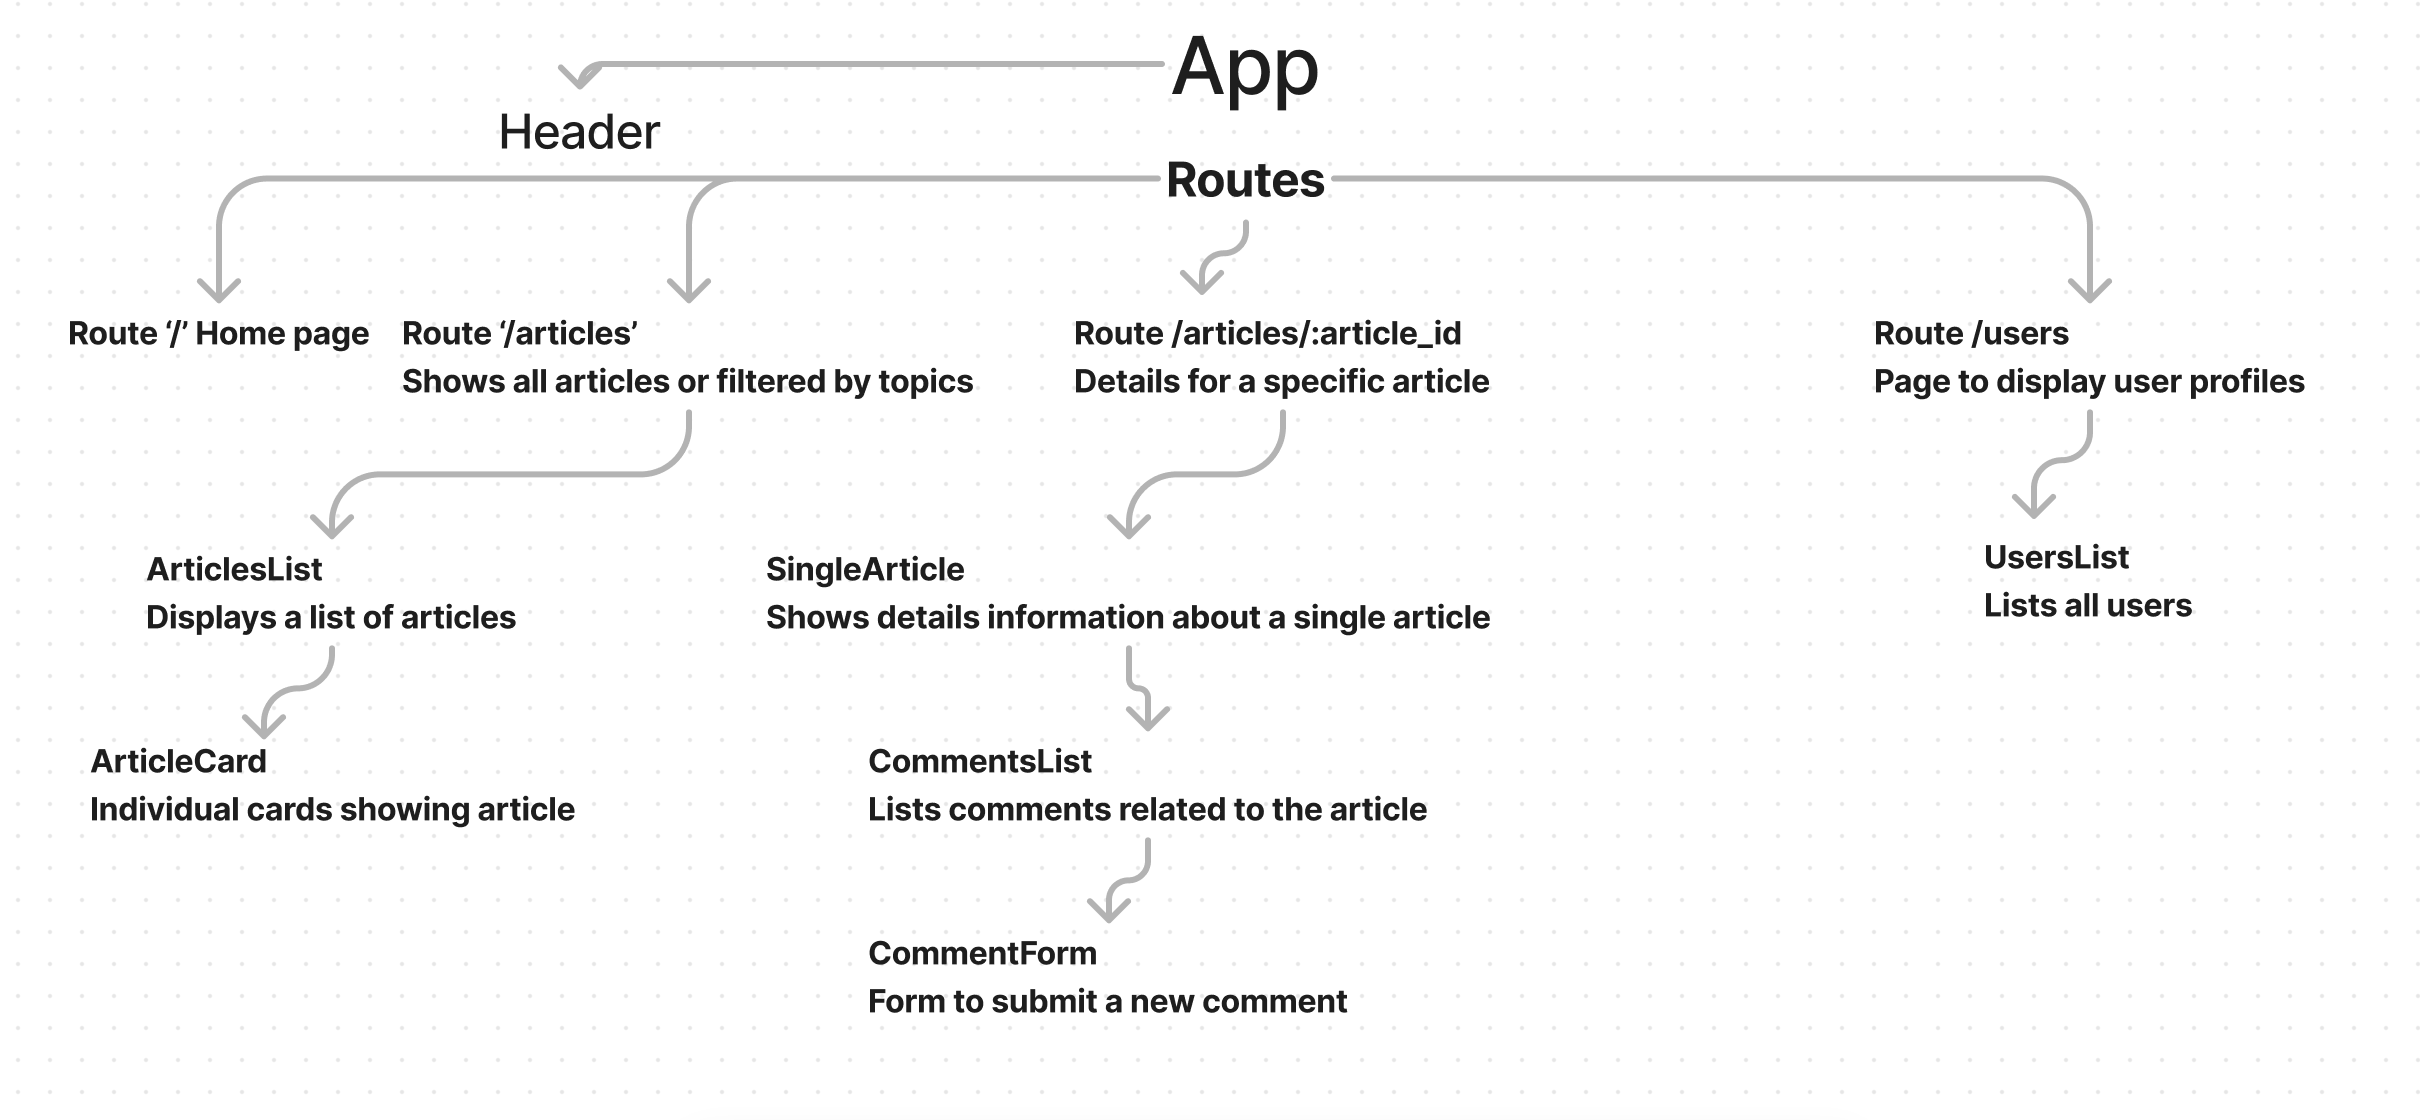 App
Header
Routes
Route ‘/’ Home page
Route ‘/articles’
Shows all articles or filtered by topics
Route /articles/:article_id
Details for a specific article
Route /users
Page to display user profiles
ArticlesList
Displays a list of articles
SingleArticle
Shows details information about a single article
UsersList
Lists all users
ArticleCard
Individual cards showing article
CommentsList
Lists comments related to the article
CommentForm
Form to submit a new comment